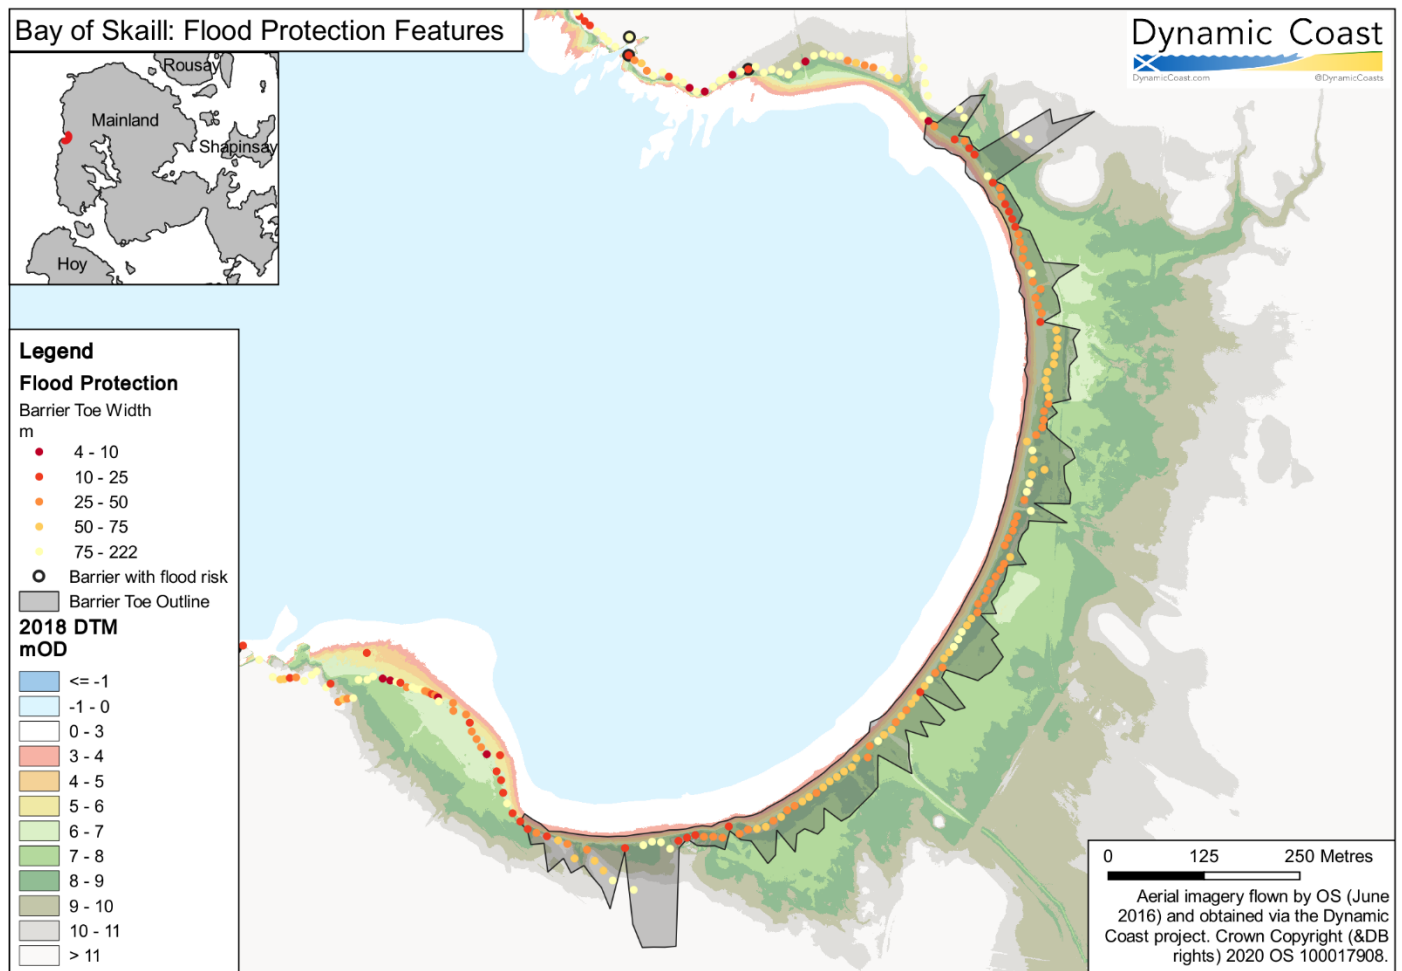 Bay of Skaill: Flood Protection Features
Rousay
Mainland
Shapinsay
Hoy
Dynamic Coast
DynamicCoast.com
@DynamicCoasts
Legend
Flood Protection
Barrier Toe Width
m
4 - 10
10 - 25
25 - 50
50 - 75
75 - 222
Barrier with flood risk
Barrier Toe Outline
2018 DTM
mOD
<= -1
-1 - 0
0 - 3
3 - 4
4 - 5
5 - 6
6 - 7
7 - 8
8 - 9
9 - 10
10 - 11
> 11
0 125 250 Metres
Aerial imagery flown by OS (June
2016) and obtained via the Dynamic
Coast project. Crown Copyright (&DB
rights) 2020 OS 100017908.